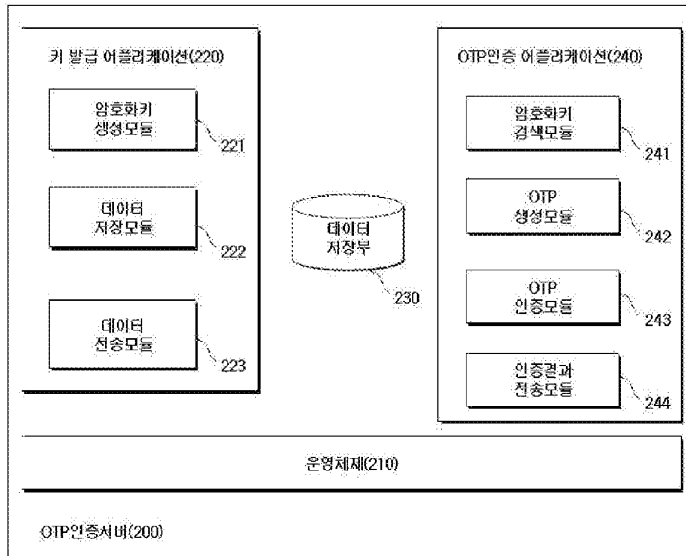 키 발급 어플리케이션(220)
암호화키
생성모듈
221
데이터
저장모듈
222
데이터
전송모듈
223
데이터
저장부
230
OTP인증 어플리케이션(240)
암호화키
검색모듈
241
OTP
생성모듈
242
OTP
인증모듈
243
인증결과
전송모듈
244
운영체제(210)
OTP인증서버(200)